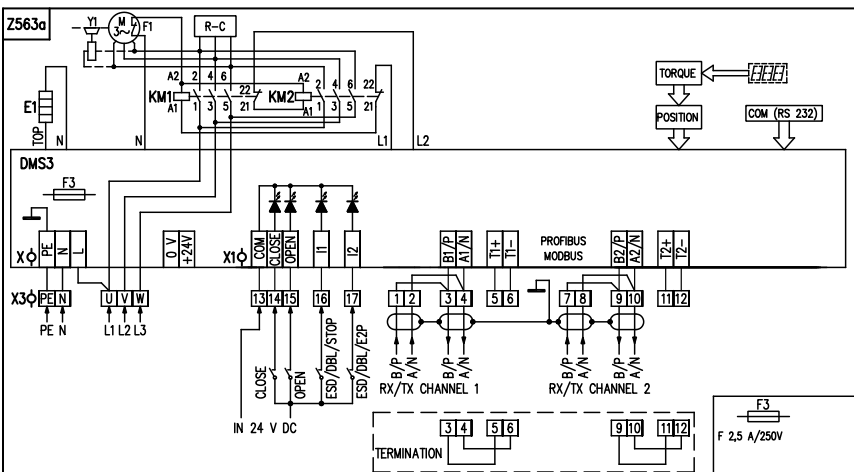 Z563a
Y1
M
3~
F1
R-C
A2 2 4 6
22
KM1
A1 1 3 5
21
A2 2 4 6 22
KM2
A1 1 3 5 21
E1
TOP
N
N
L1
L2
TORQUE
POSITION
COM (RS 232)
DMS3
F3
X
PE
N
L
0 V
+24V
X1
COM
CLOSE
OPEN
I1
I2
B1/P
A1/N
T1+
T1-
PROFIBUS
MODBUS
B2/P
A2/N
T2+
T2-
X3
PE N
U V W
13 14 15
16
17
1 2
3 4
5 6
7 8
9 10
11 12
PE N
L1 L2 L3
CLOSE
OPEN
ESD/DBL/STOP
ESD/DBL/E2P
IN 24 V DC
B/P
A/N
B/P
A/N
RX/TX CHANNEL 1
B/P
A/N
B/P
A/N
RX/TX CHANNEL 2
TERMINATION
3 4
5 6
9 10
11 12
F3
F 2,5 A/250V